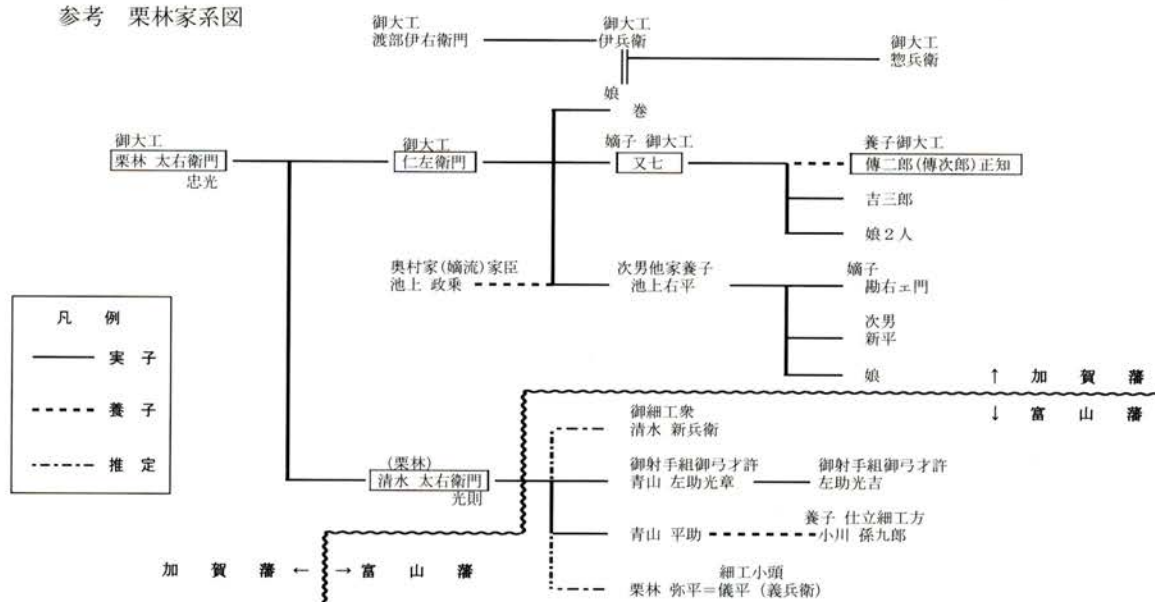 参考 栗林家系図
御大工
渡部伊右衛門
御大工
伊兵衛
御大工
惣兵衛
娘
巻
御大工
栗林 太右衛門
忠光
御大工
仁左衛門
嫡子 御大工
又七
養子御大工
傳二郎(傳次郎)正知
吉三郎
娘2人
奥村家(嫡流)家臣
池上 政乗
次男他家養子
池上右平
嫡子
勘右ェ門
次男
新平
娘
凡 例
実 子
養 子
推 定
↑ 加 賀 藩
↓ 富 山 藩
御細工衆
清水 新兵衛
(栗林)
清水 太右衛門
光則
御射手組御弓才許
青山 左助光章
御射手組御弓才許
左助光吉
青山 平助
養子 仕立細工方
小川 孫九郎
細工小頭
栗林 弥平=儀平 (義兵衛)
加 賀 藩 ← → 富 山 藩